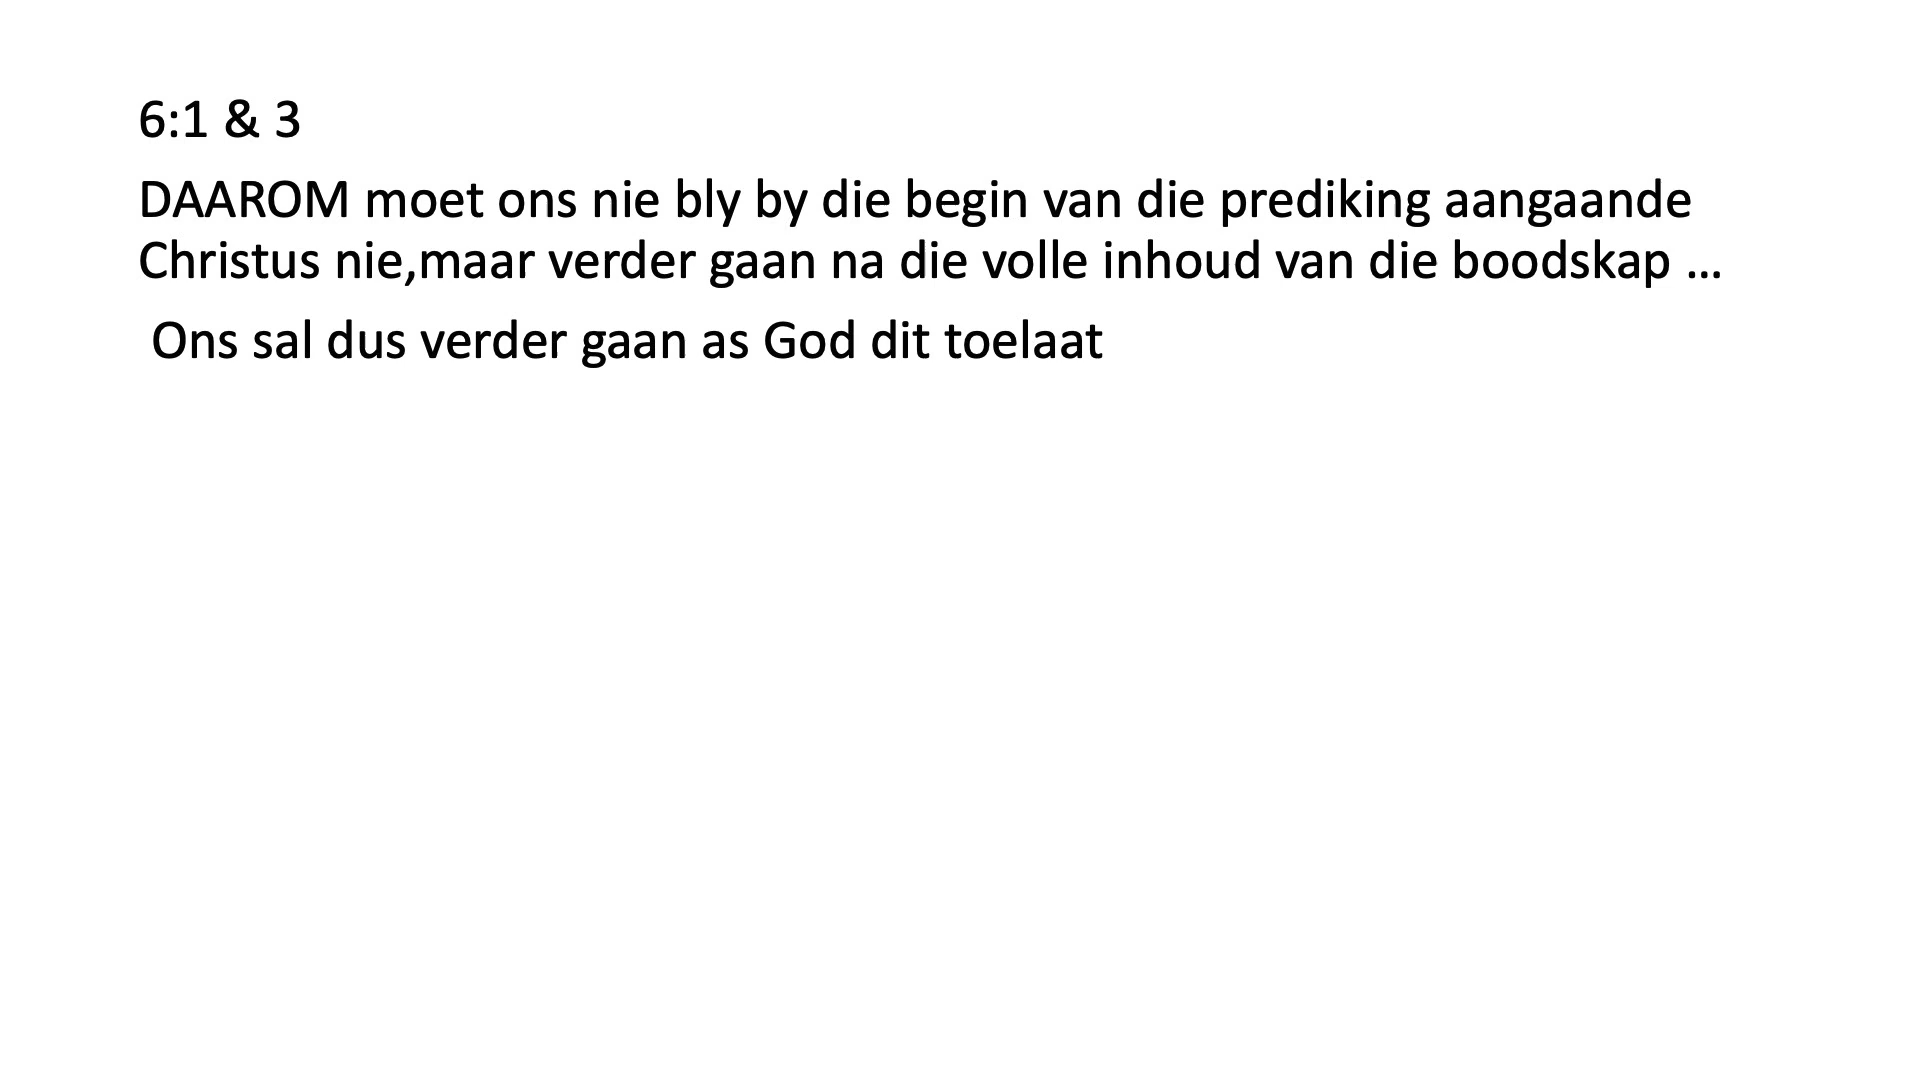 6:1 & 3
DAAROM moet ons nie bly by die begin van die prediking aangaande
Christus nie,maar verder gaan na die volle inhoud van die boodskap ...
Ons sal dus verder gaan as God dit toelaat